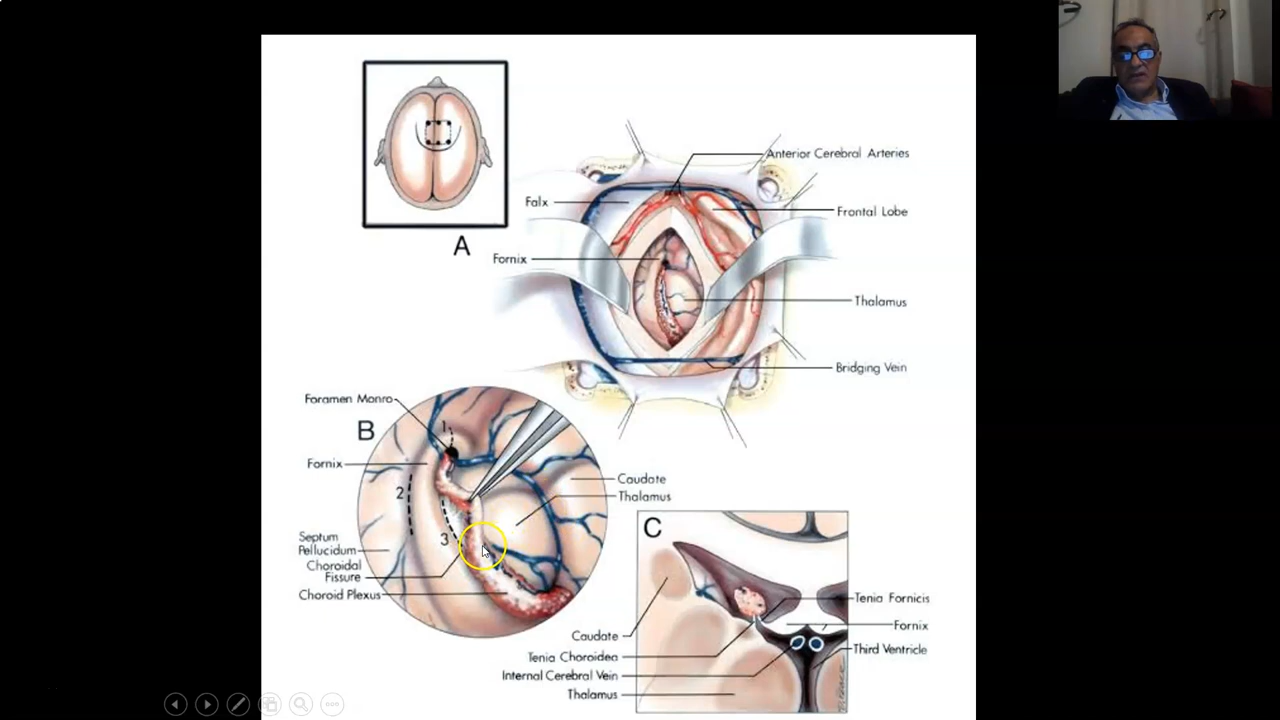 A
Anterior Cerebral Arteries
Falx
Frontal Lobe
Fornix
Thalamus
Bridging Vein
Foramen Monro
B
1
Fornix
2
3
Septum
Pellucidum
Choroidal
Fissure
Choroid Plexus
Caudate
Thalamus
C
Tenia Fornicis
Fornix
Third Ventricle
Caudate
Tenia Choroidea
Internal Cerebral Vein
Thalamus